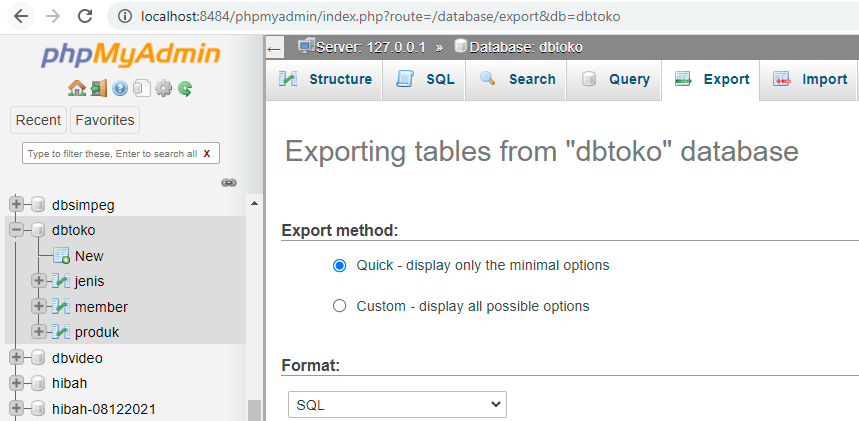 localhost:8484/phpmyadmin/index.php?route=/database/export&db=dbtoko
phpMyAdmin
Recent Favorites
Type to filter these, Enter to search all X
dbsimpeg
dbtoko
New
jenis
member
produk
dbvideo
hibah
hibah-08122021
Server: 127.0.0.1 » Database: dbtoko
Structure SQL Search Query Export Import
Exporting tables from "dbtoko" database
Export method:
Quick - display only the minimal options
Custom - display all possible options
Format:
SQL